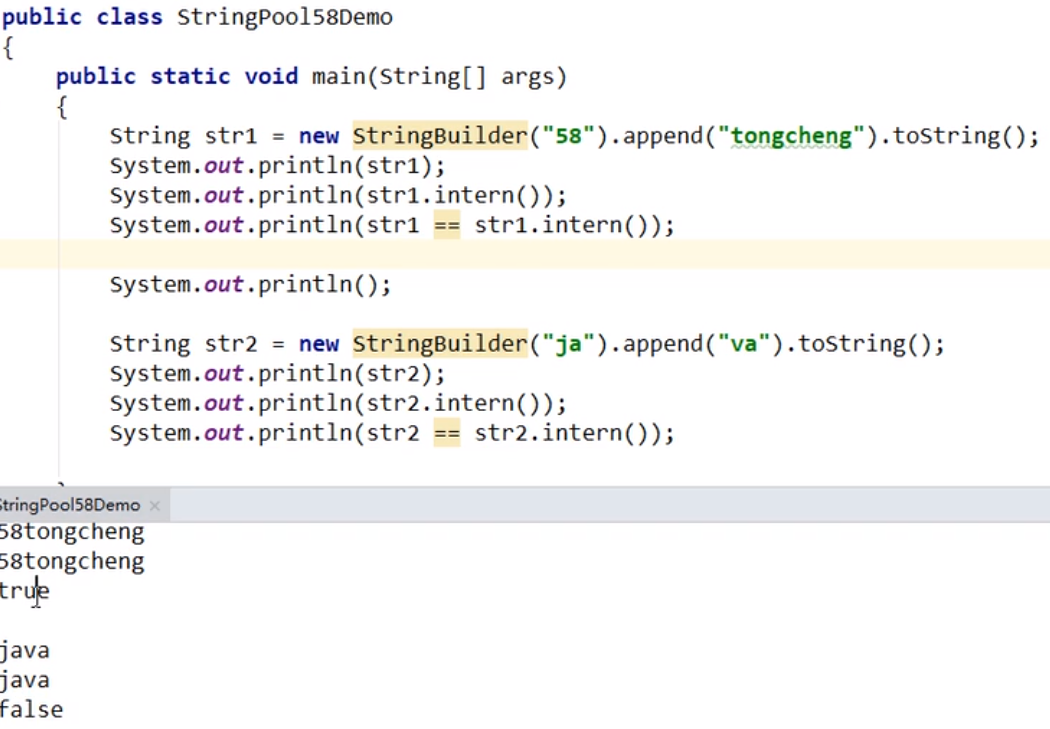 public class StringPool58Demo
{
public static void main(String[] args)
{
String str1 = new StringBuilder("58").append("tongcheng").toString();
System.out.println(str1);
System.out.println(str1.intern());
System.out.println(str1 == str1.intern());
System.out.println();
String str2 = new StringBuilder("ja").append("va").toString();
System.out.println(str2);
System.out.println(str2.intern());
System.out.println(str2 == str2.intern());
StringPool58Demo ×
58tongcheng
58tongcheng
true
java
java
false